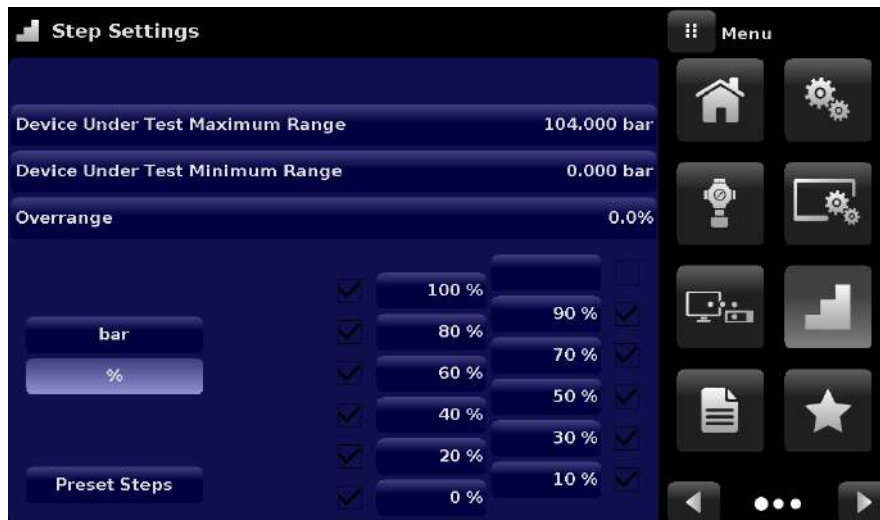 Step Settings
Menu
Device Under Test Maximum Range 104.000 bar
Device Under Test Minimum Range 0.000 bar
Overrange 0.0%
100 %
90 %
bar
80 %
70 %
%
60 %
50 %
40 %
30 %
20 %
Preset Steps
10 %
0 %